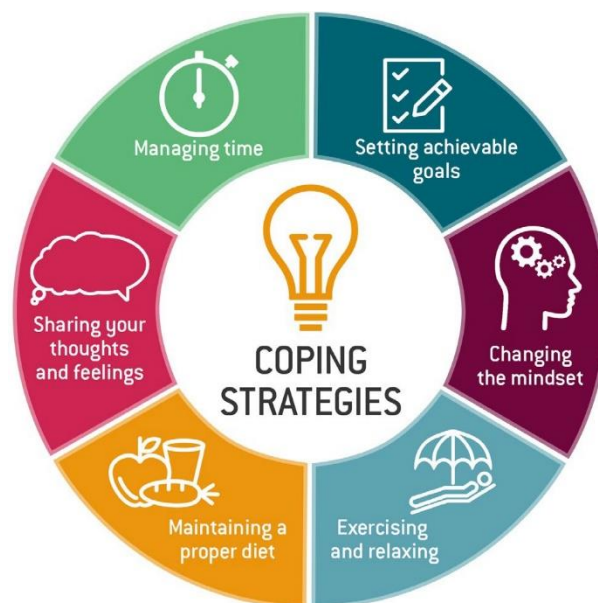 Managing time
Setting achievable
goals
Sharing your
thoughts
and feelings
COPING
STRATEGIES
Changing
the mindset
Maintaining a
proper diet
Exercising
and relaxing